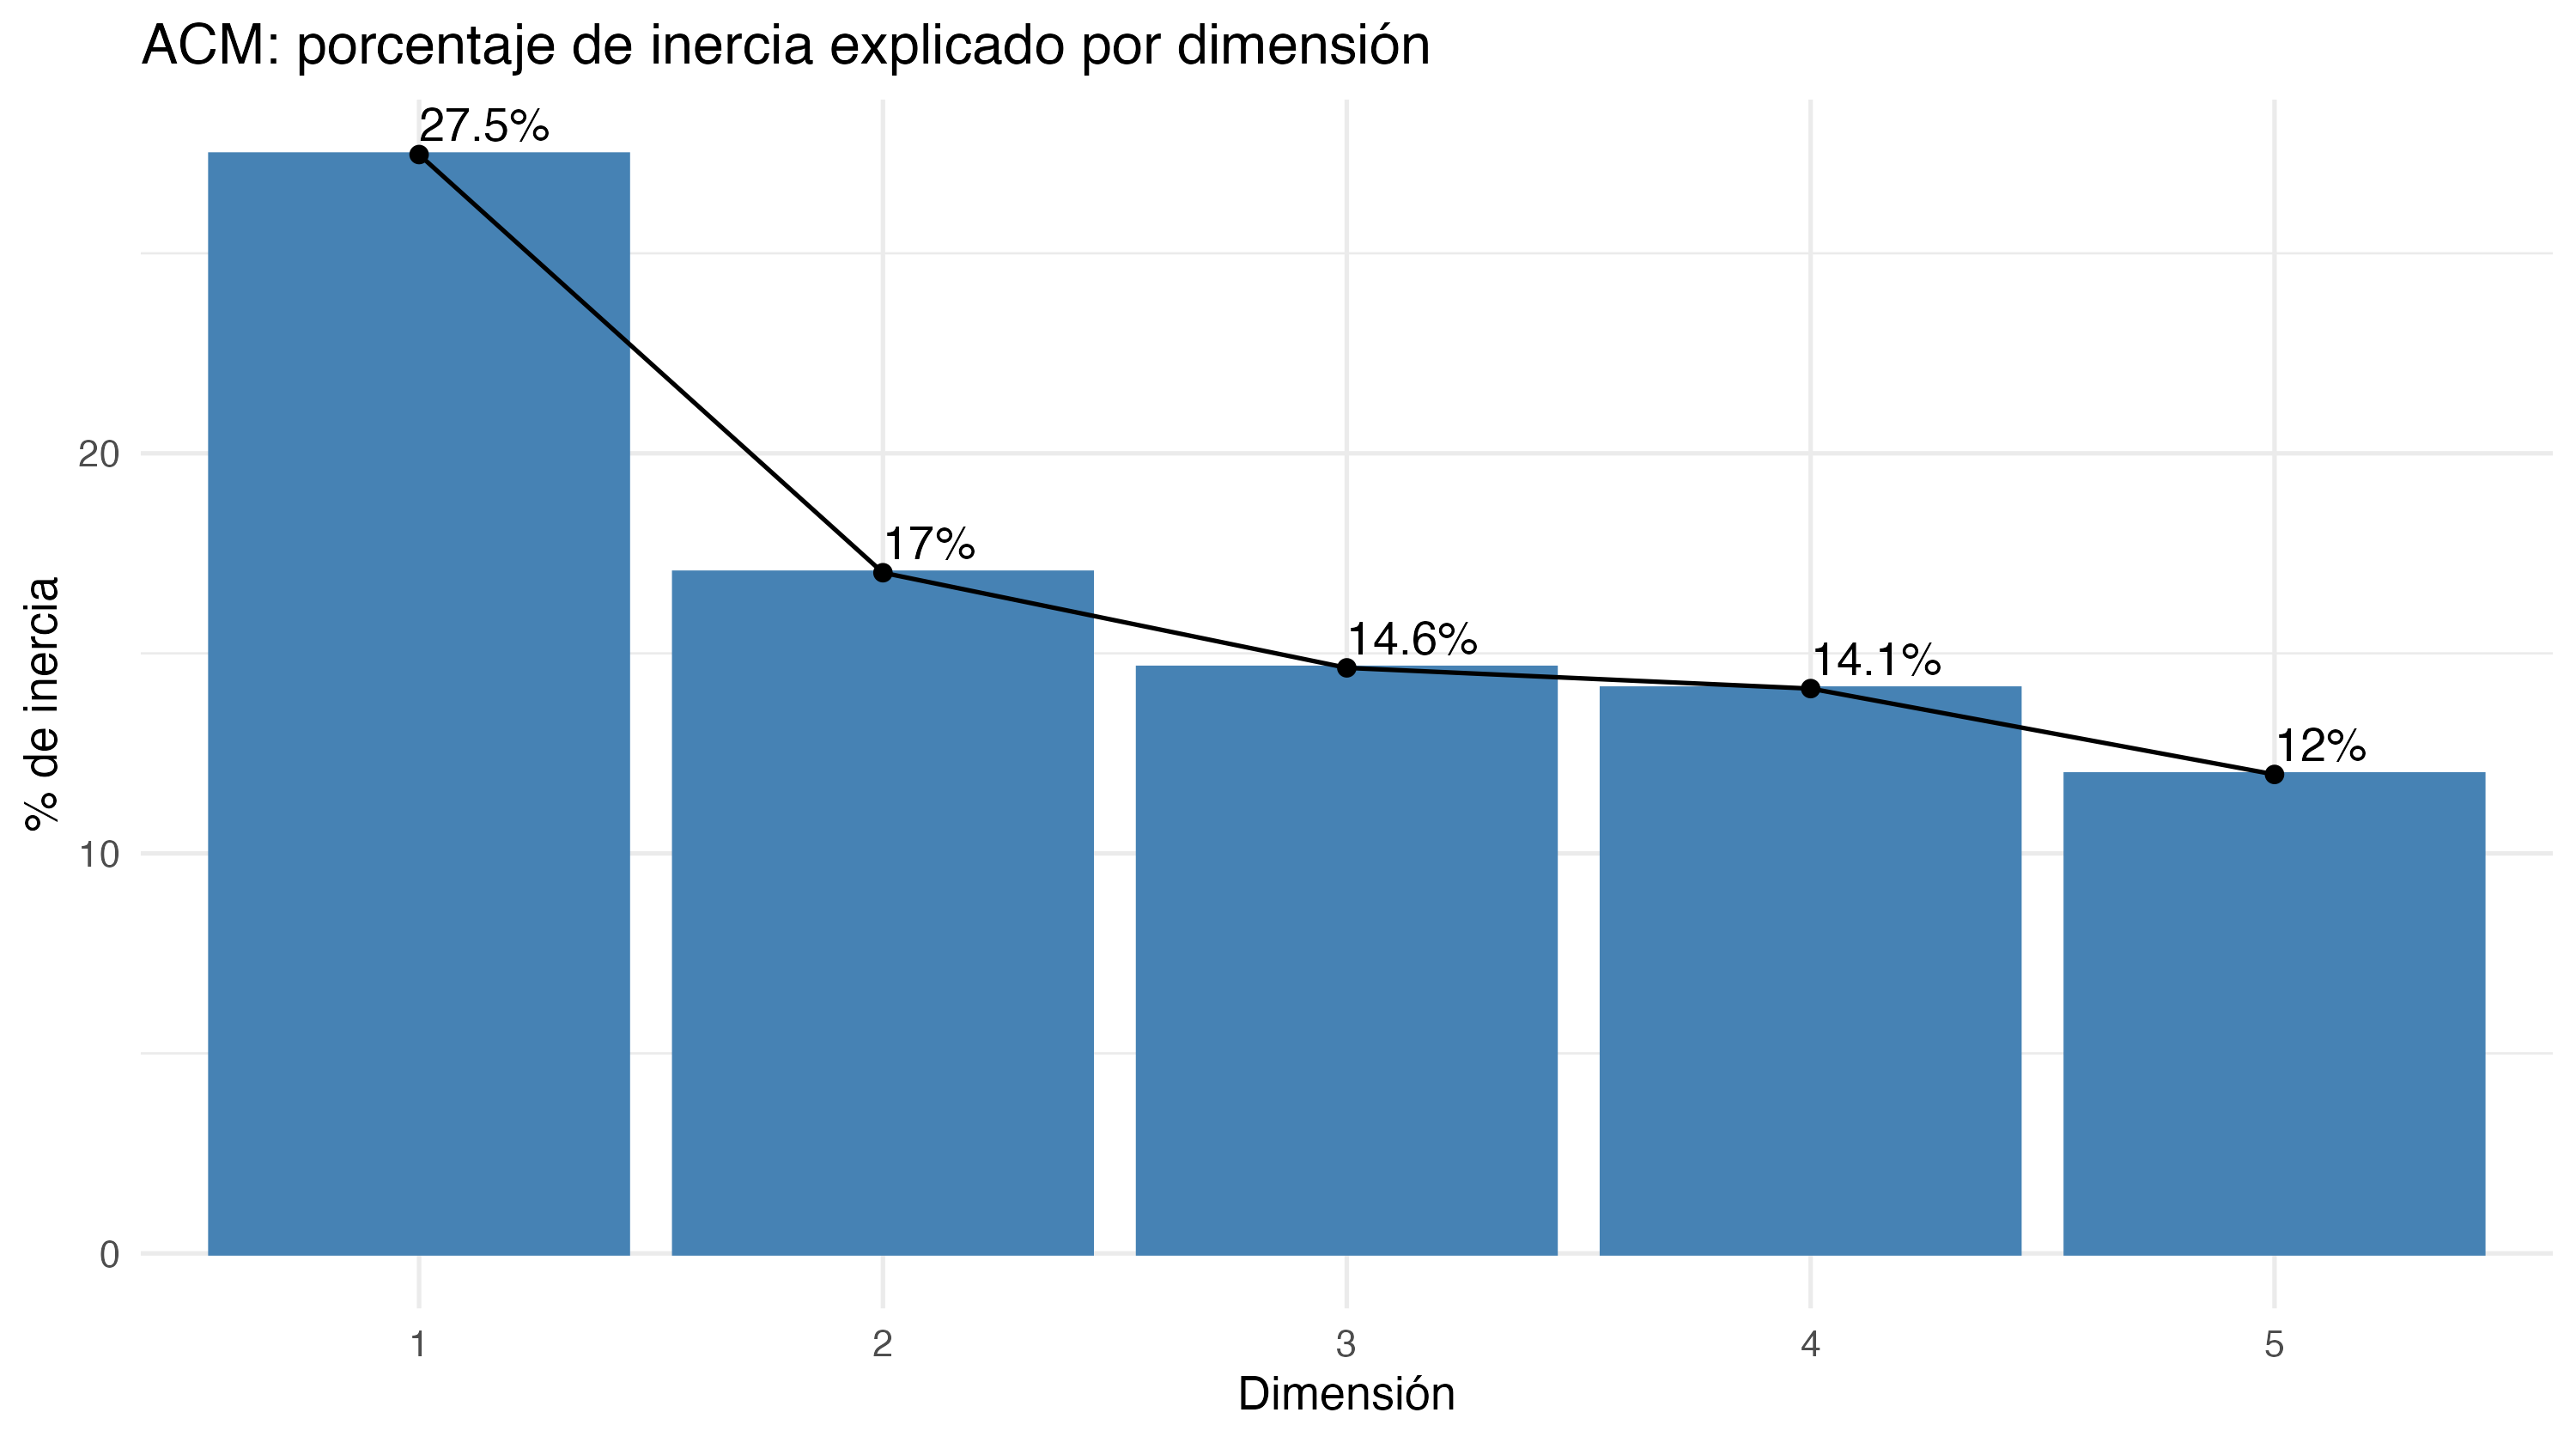 ACM: porcentaje de inercia explicado por dimensión
27.5%
17%
14.6%
14.1%
12%
% de inercia
20
10
0
1 2 3 4 5
Dimensión